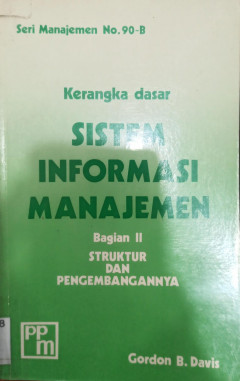 Seri Manajemen No.90-B
Kerangka dasar
SISTEM
INFORMASI
MANAJEMEN
Bagian II
STRUKTUR
DAN
PENGEMBANGANNYA
B
ppm
Gordon B. Davis